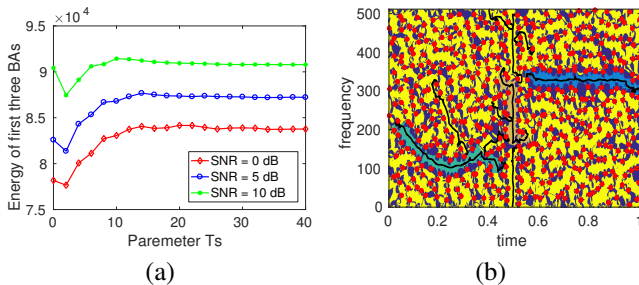 Energy of first three BAs
9.5 ×10⁴
9
8.5
8
7.5
0 10 20 30 40
Paremeter Ts
SNR = 0 dB
SNR = 5 dB
SNR = 10 dB
(a)
frequency
500
400
300
200
100
0
0 0.2 0.4 0.6 0.8 1
time
(b)